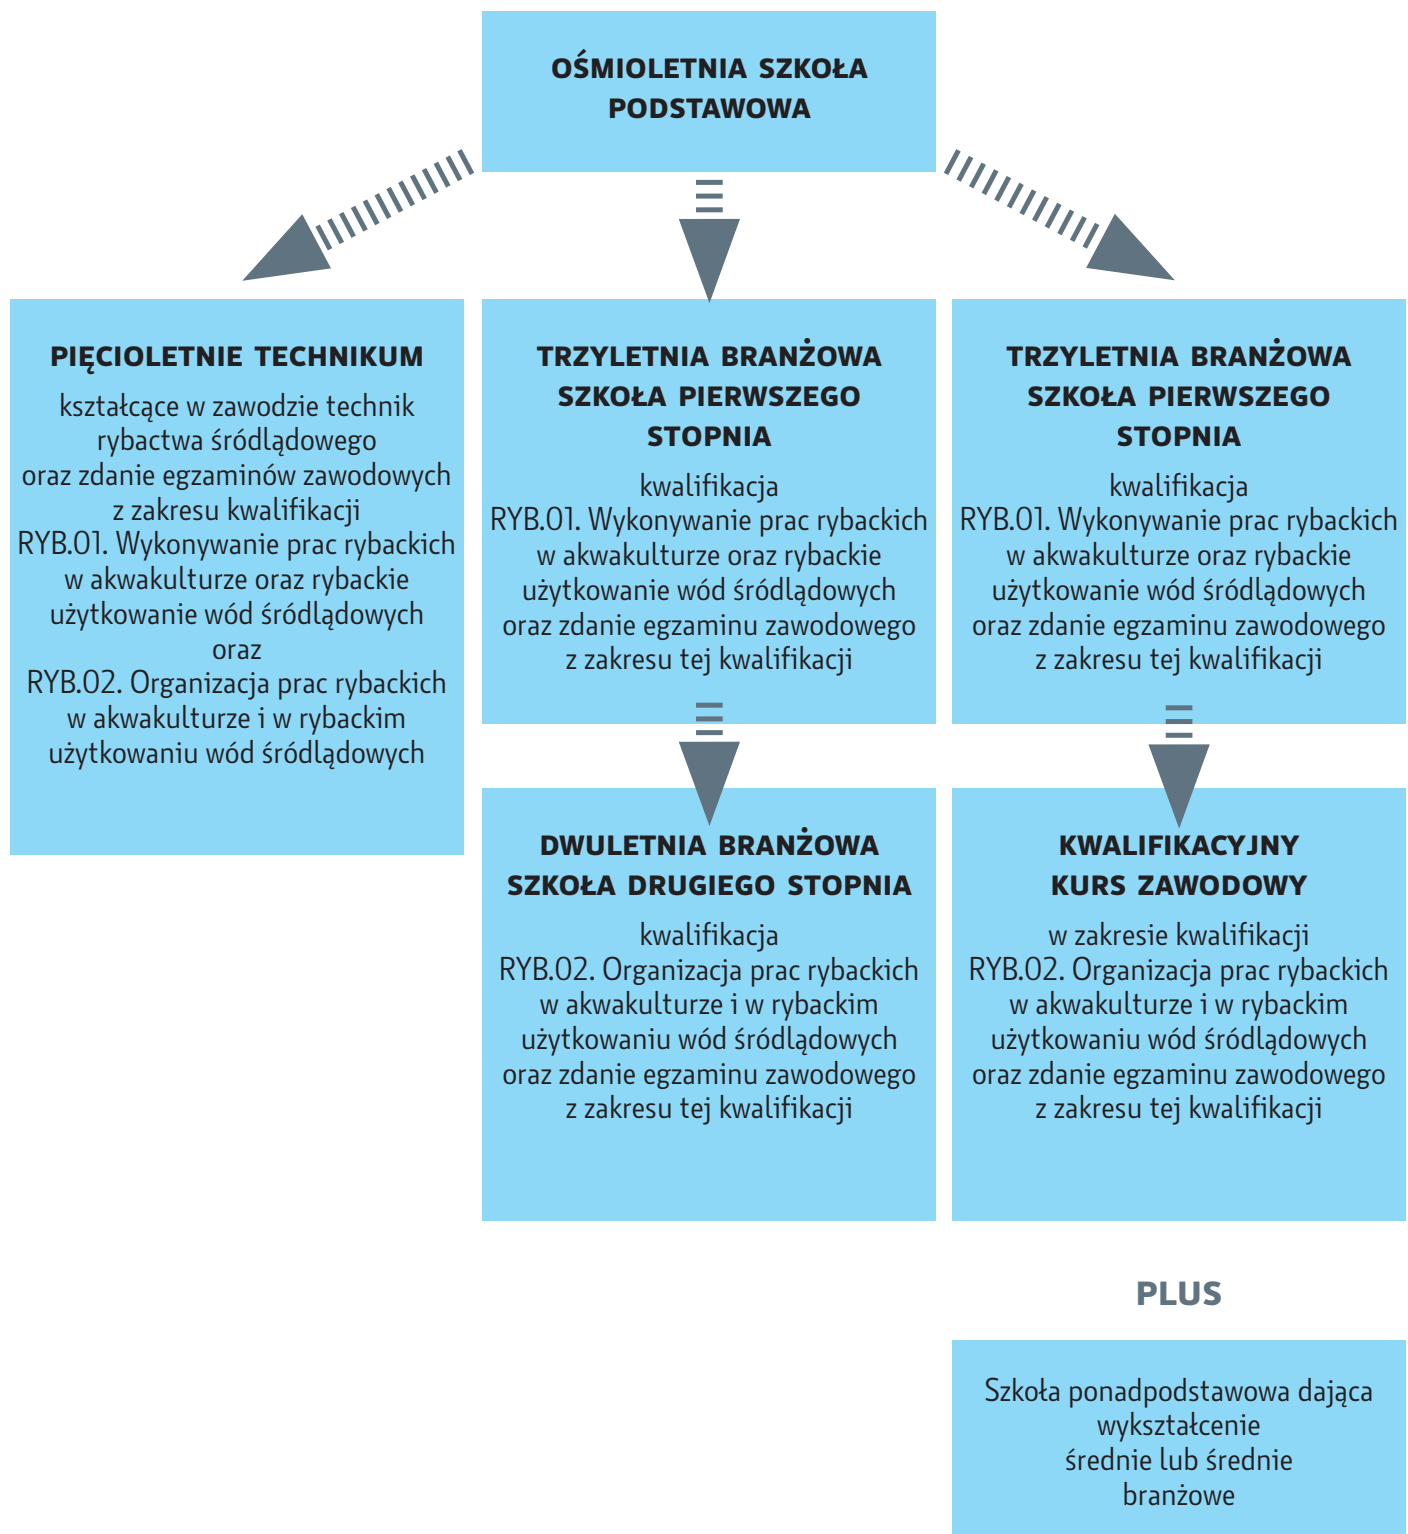 OŚMIOLETNIA SZKOŁA
PODSTAWOWA
PIĘCIOLETNIE TECHNIKUM
kształcące w zawodzie technik
rybactwa śródlądowego
oraz zdanie egzaminów zawodowych
z zakresu kwalifikacji
RYB.01. Wykonywanie prac rybackich
w akwakulturze oraz rybackie
użytkowanie wód śródlądowych
oraz
RYB.02. Organizacja prac rybackich
w akwakulturze i w rybackim
użytkowaniu wód śródlądowych
TRZYLETNIA BRANŻOWA
SZKOŁA PIERWSZEGO
STOPNIA
kwalifikacja
RYB.01. Wykonywanie prac rybackich
w akwakulturze oraz rybackie
użytkowanie wód śródlądowych
oraz zdanie egzaminu zawodowego
z zakresu tej kwalifikacji
TRZYLETNIA BRANŻOWA
SZKOŁA PIERWSZEGO
STOPNIA
kwalifikacja
RYB.01. Wykonywanie prac rybackich
w akwakulturze oraz rybackie
użytkowanie wód śródlądowych
oraz zdanie egzaminu zawodowego
z zakresu tej kwalifikacji
DWULETNIA BRANŻOWA
SZKOŁA DRUGIEGO STOPNIA
kwalifikacja
RYB.02. Organizacja prac rybackich
w akwakulturze i w rybackim
użytkowaniu wód śródlądowych
oraz zdanie egzaminu zawodowego
z zakresu tej kwalifikacji
KWALIFIKACYJNY
KURS ZAWODOWY
w zakresie kwalifikacji
RYB.02. Organizacja prac rybackich
w akwakulturze i w rybackim
użytkowaniu wód śródlądowych
oraz zdanie egzaminu zawodowego
z zakresu tej kwalifikacji
PLUS
Szkoła ponadpodstawowa dająca
wykształcenie
średnie lub średnie
branżowe